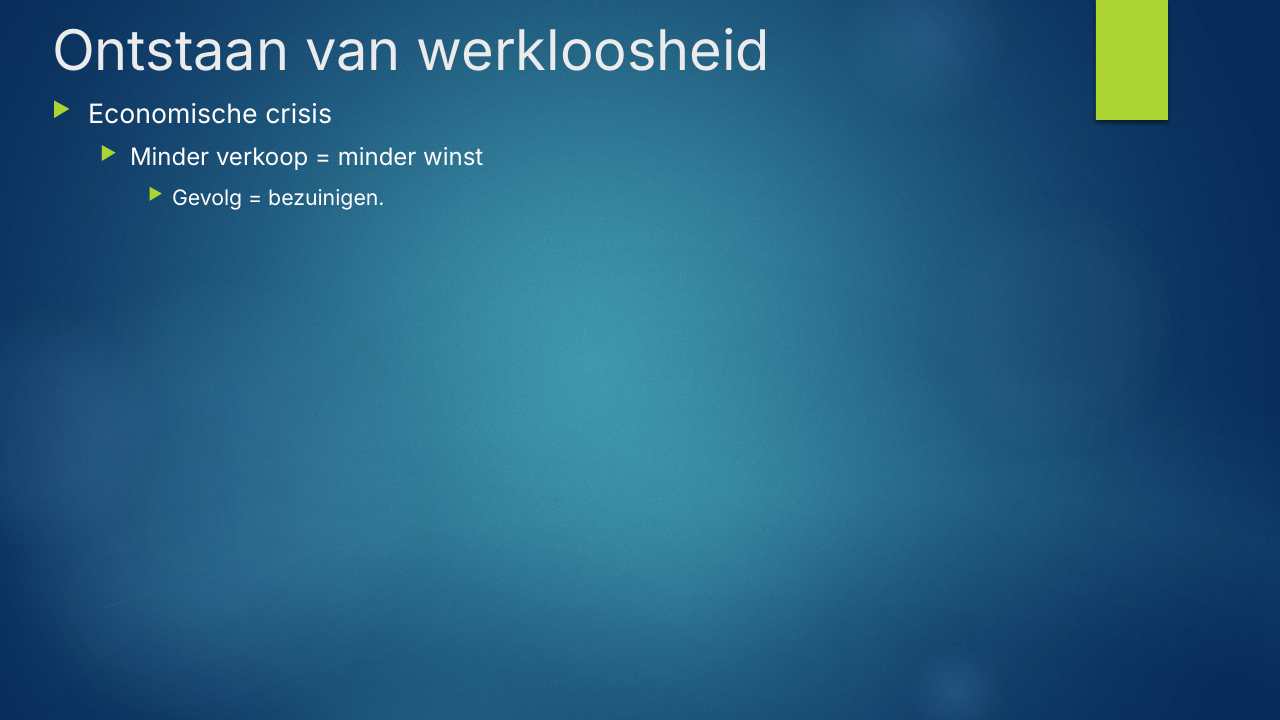 Ontstaan van werkloosheid
Economische crisis
Minder verkoop = minder winst
Gevolg = bezuinigen.